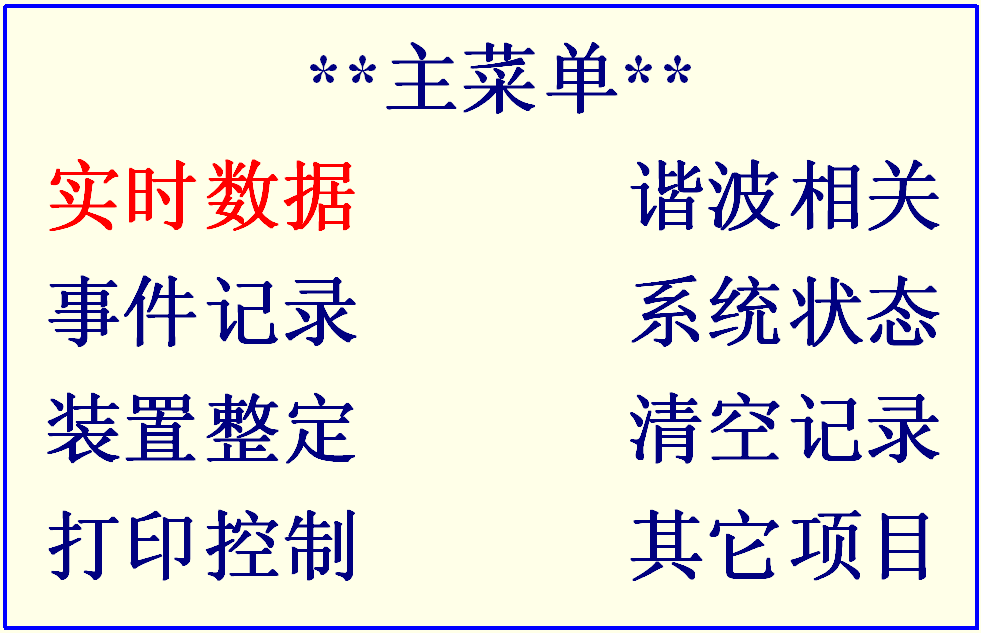 **主菜单**
实时数据 谐波相关
事件记录 系统状态
装置整定 清空记录
打印控制 其它项目